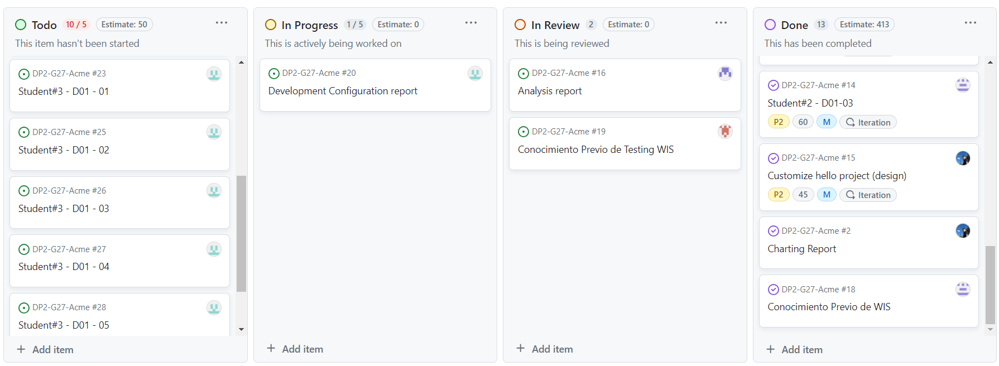 Todo 10 / 5 Estimate: 50
This item hasn't been started
DP2-G27-Acme #23
Student#3 - D01 - 01
DP2-G27-Acme #25
Student#3 - D01 - 02
DP2-G27-Acme #26
Student#3 - D01 - 03
DP2-G27-Acme #27
Student#3 - D01 - 04
DP2-G27-Acme #28
Student#3 - D01 - 05
+ Add item
In Progress 1 / 5 Estimate: 0
This is actively being worked on
DP2-G27-Acme #20
Development Configuration report
+ Add item
In Review 2 Estimate: 0
This is being reviewed
DP2-G27-Acme #16
Analysis report
DP2-G27-Acme #19
Conocimiento Previo de Testing WIS
+ Add item
Done 13 Estimate: 413
This has been completed
DP2-G27-Acme #14
Student#2 - D01-03
P2 60 M Iteration
DP2-G27-Acme #15
Customize hello project (design)
P2 45 M Iteration
DP2-G27-Acme #2
Charting Report
DP2-G27-Acme #18
Conocimiento Previo de WIS
+ Add item